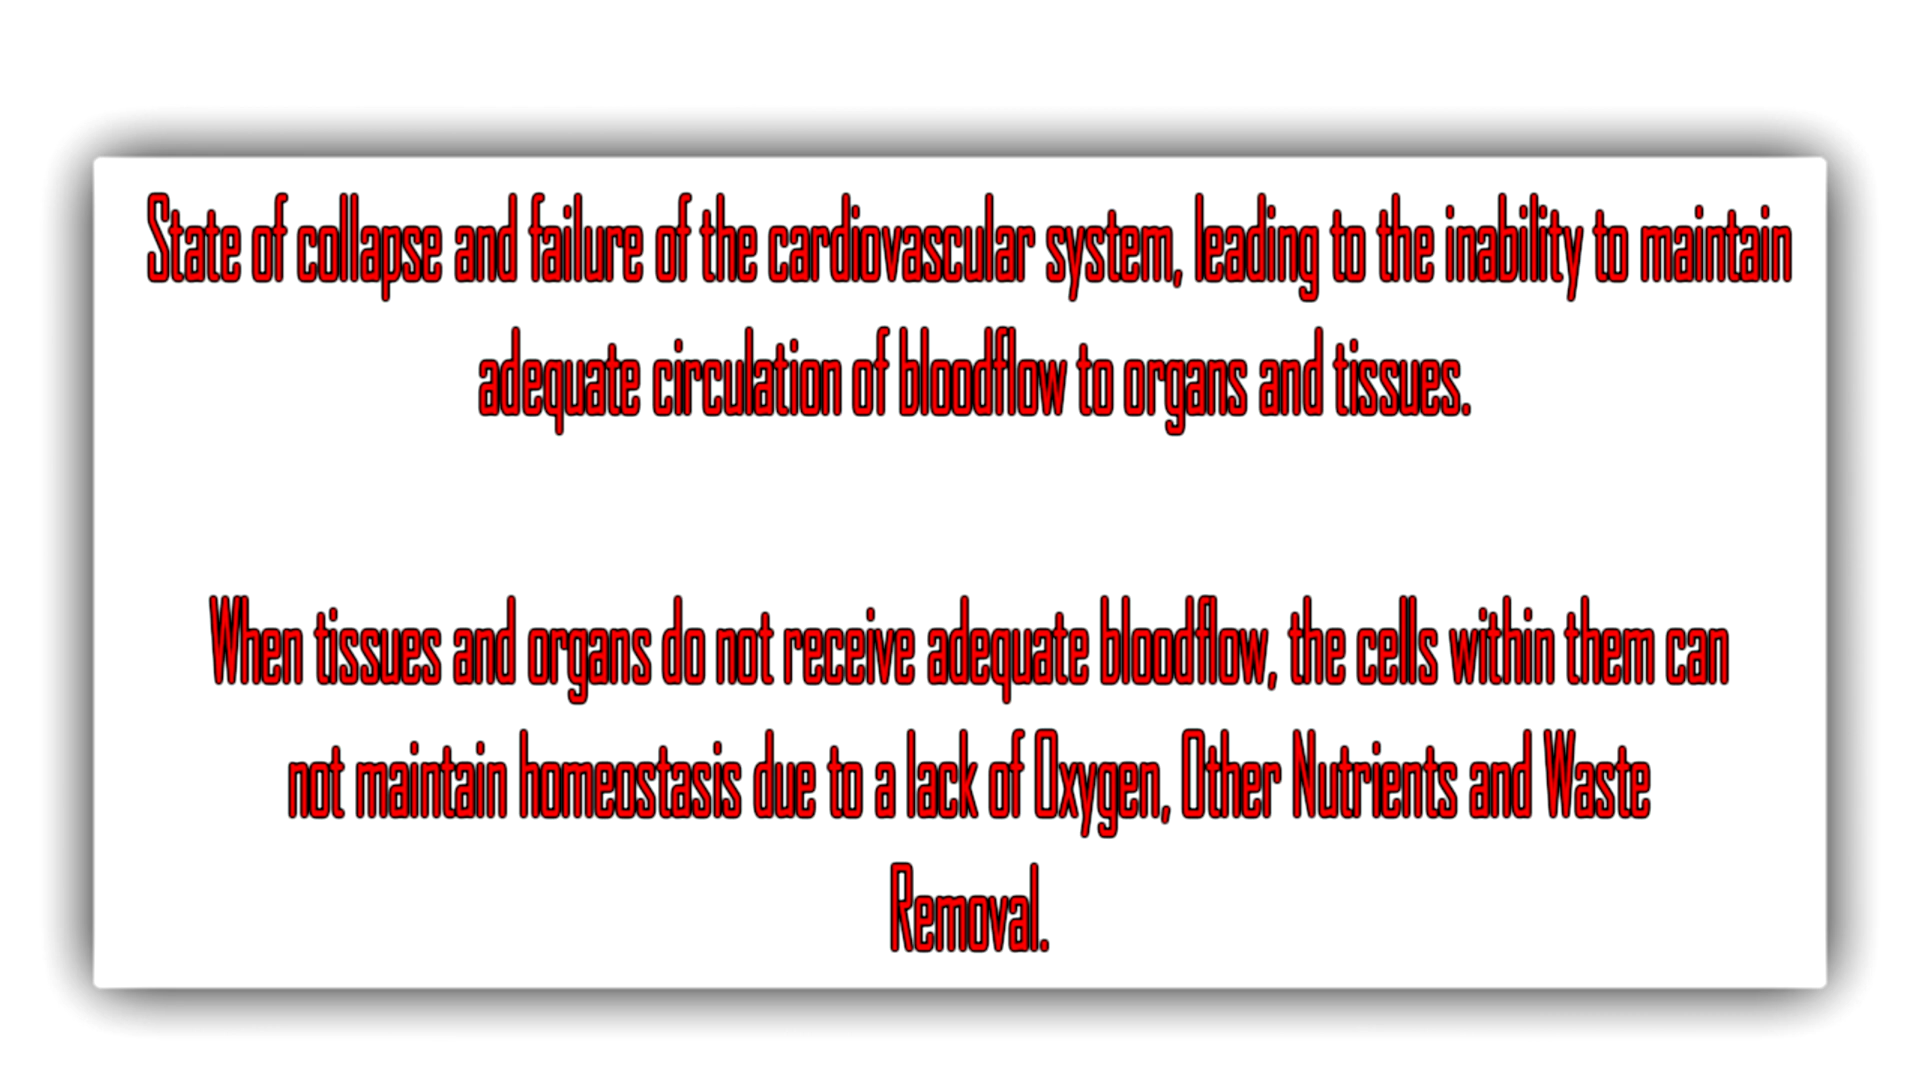 State of collapse and failure of the cardiovascular system, leading to the inability to maintain
adequate circulation of bloodflow to organs and tissues.
When tissues and organs do not receive adequate bloodflow, the cells within them can
not maintain homeostasis due to a lack of Oxygen, Other Nutrients and Waste
Removal.